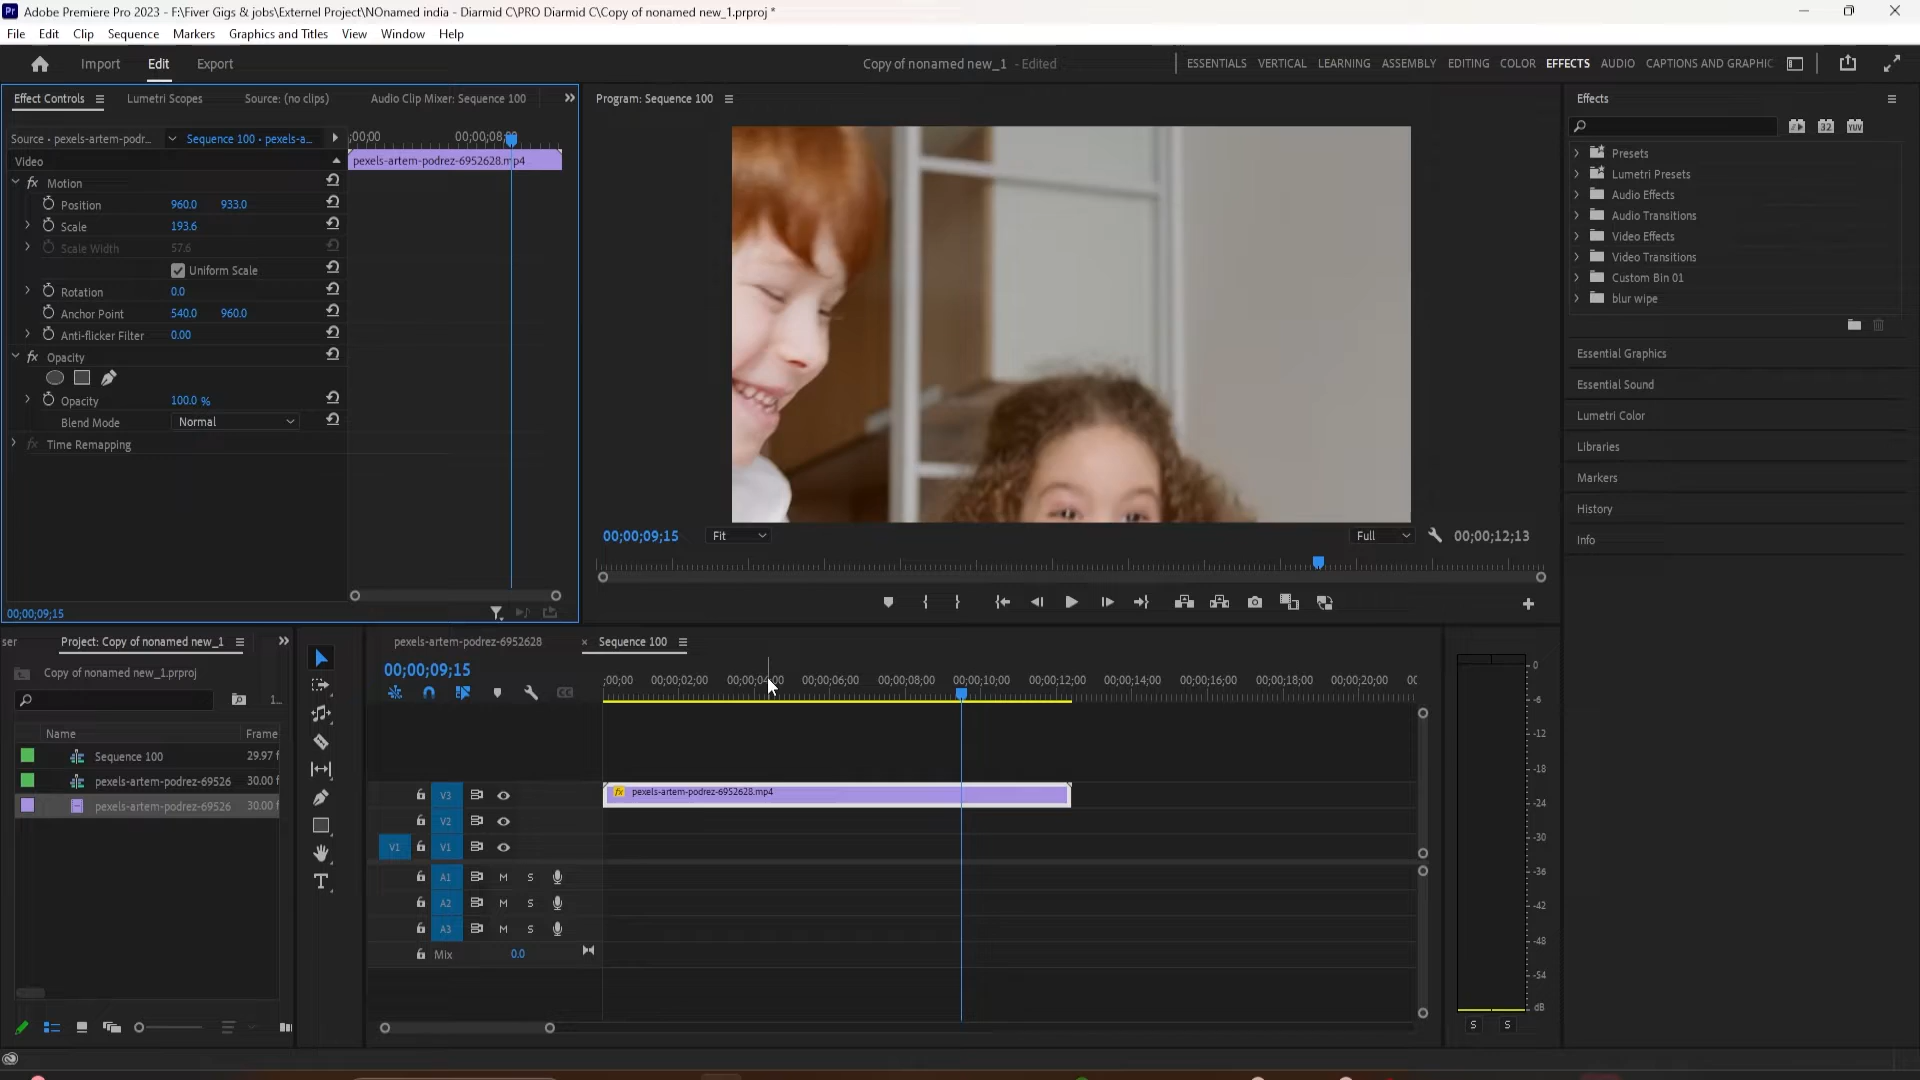 Adobe Premiere Pro 2023 - F:\Fiver Gigs & jobs\Externel Project\NOnamed india - Diarmid C\PRO Diarmid C\Copy of nonamed new_1.prproj *
File Edit Clip Sequence Markers Graphics and Titles View Window Help
Import Edit Export
Copy of nonamed new_1 - Edited
ESSENTIALS VERTICAL LEARNING ASSEMBLY EDITING COLOR EFFECTS AUDIO CAPTIONS AND GRAPHIC
Effect Controls Lumetri Scopes Source: (no clips) Audio Clip Mixer: Sequence 100
Program: Sequence 100
Effects
Source • pexels-artem-podr... Sequence 100 • pexels-a...
;00;00 00;00;08;00
Video
pexels-artem-podrez-6952628.mp4
fx Motion
Position 960.0 933.0
Scale 193.6
Scale Width 57.6
Uniform Scale
Rotation 0.0
Anchor Point 540.0 960.0
Anti-flicker Filter 0.00
fx Opacity
Opacity 100.0 %
Blend Mode Normal
fx Time Remapping
00;00;09;15
00;00;09;15 Fit Full 00;00;12;13
32 YUV
Presets
Lumetri Presets
Audio Effects
Audio Transitions
Video Effects
Video Transitions
Custom Bin 01
blur wipe
Essential Graphics
Essential Sound
Lumetri Color
Libraries
Markers
History
Info
ser Project: Copy of nonamed new_1
Copy of nonamed new_1.prproj
1...
Name Frame
Sequence 100 29.97 f
pexels-artem-podrez-69526 30.00 f
pexels-artem-podrez-69526 30.00 f
pexels-artem-podrez-6952628 × Sequence 100
00;00;09;15
;00;00 00;00;02;00 00;00;04;00 00;00;06;00 00;00;08;00 00;00;10;00 00;00;12;00 00;00;14;00 00;00;16;00 00;00;18;00 00;00;20;00 00
V3
fx pexels-artem-podrez-6952628.mp4
V2
V1 V1
A1 M S
A2 M S
A3 M S
Mix 0.0
0
-6
-12
-18
-24
-30
-36
-42
-48
-54
dB
S S